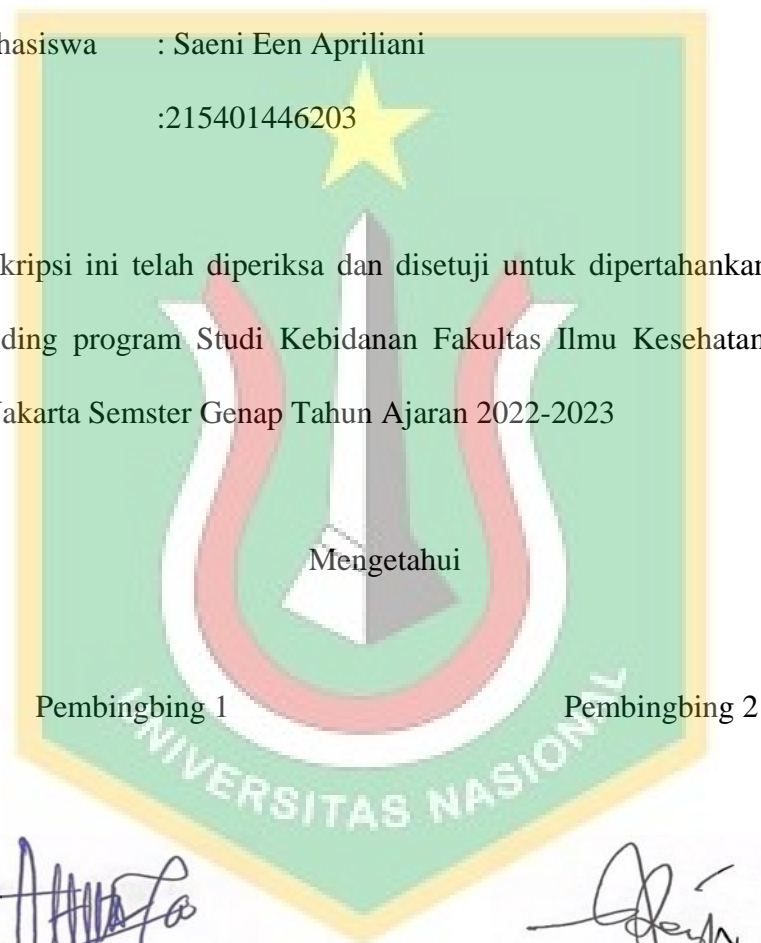 hasiswa : Saeni Een Apriliani
:215401446203
kripsi ini telah diperiksa dan disetuji untuk dipertahankan
ding program Studi Kebidanan Fakultas Ilmu Kesehatan
Jakarta Semster Genap Tahun Ajaran 2022-2023
Mengetahui
Pembingbing 1 Pembingbing 2
UNIVERSITAS NASIONAL